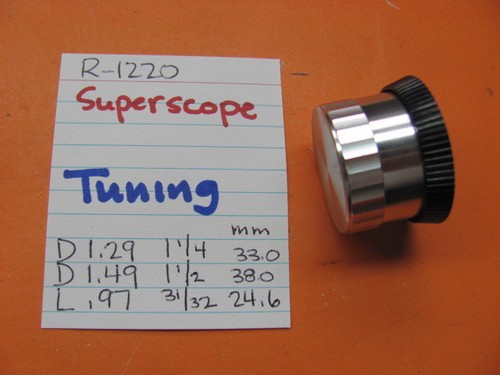 R-1220
Superscope
Tuning
mm
D 1.29 1 1/4 33.0
D 1.49 1 1/2 38.0
L .97 31/32 24.6